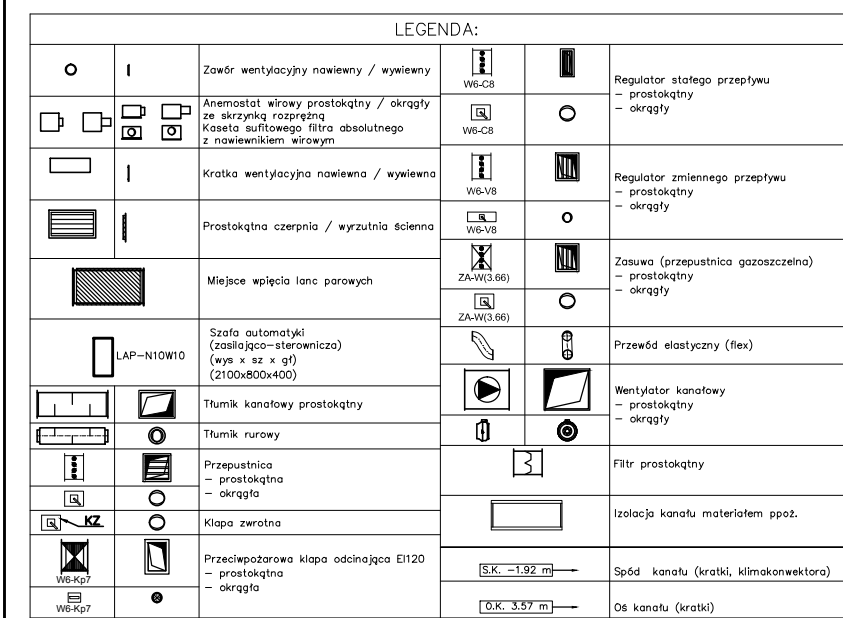 LEGENDA:
Zawór wentylacyjny nawiewny / wywiewny
Anemostat wirowy prostokątny / okrągły
ze skrzynką rozprężną
Kaseta sufitowego filtra absolutnego
z nawiewnikiem wirowym
Kratka wentylacyjna nawiewna / wywiewna
Prostokątna czerpnia / wyrzutnia ścienna
Miejsce wpięcia lanc parowych
LAP-N10W10
Szafa automatyki
(zasilająco-sterownicza)
(wys x sz x gł)
(2100x800x400)
Tłumik kanałowy prostokątny
Tłumik rurowy
Przepustnica
- prostokątna
- okrągła
KZ
Klapa zwrotna
W6-Kp7
Przeciwpożarowa klapa odcinająca EI120
- prostokątna
- okrągła
W6-Kp7
W6-C8
Regulator stałego przepływu
- prostokątny
- okrągły
W6-C8
W6-V8
Regulator zmiennego przepływu
- prostokątny
- okrągły
W6-V8
ZA-W(3.66)
Zasuwa (przepustnica gazoszczelna)
- prostokątny
- okrągły
ZA-W(3.66)
Przewód elastyczny (flex)
Wentylator kanałowy
- prostokątny
- okrągły
Filtr prostokątny
Izolacja kanału materiałem ppoż.
S.K. -1.92 m
Spód kanału (kratki, klimakonwektora)
O.K. 3.57 m
Oś kanału (kratki)